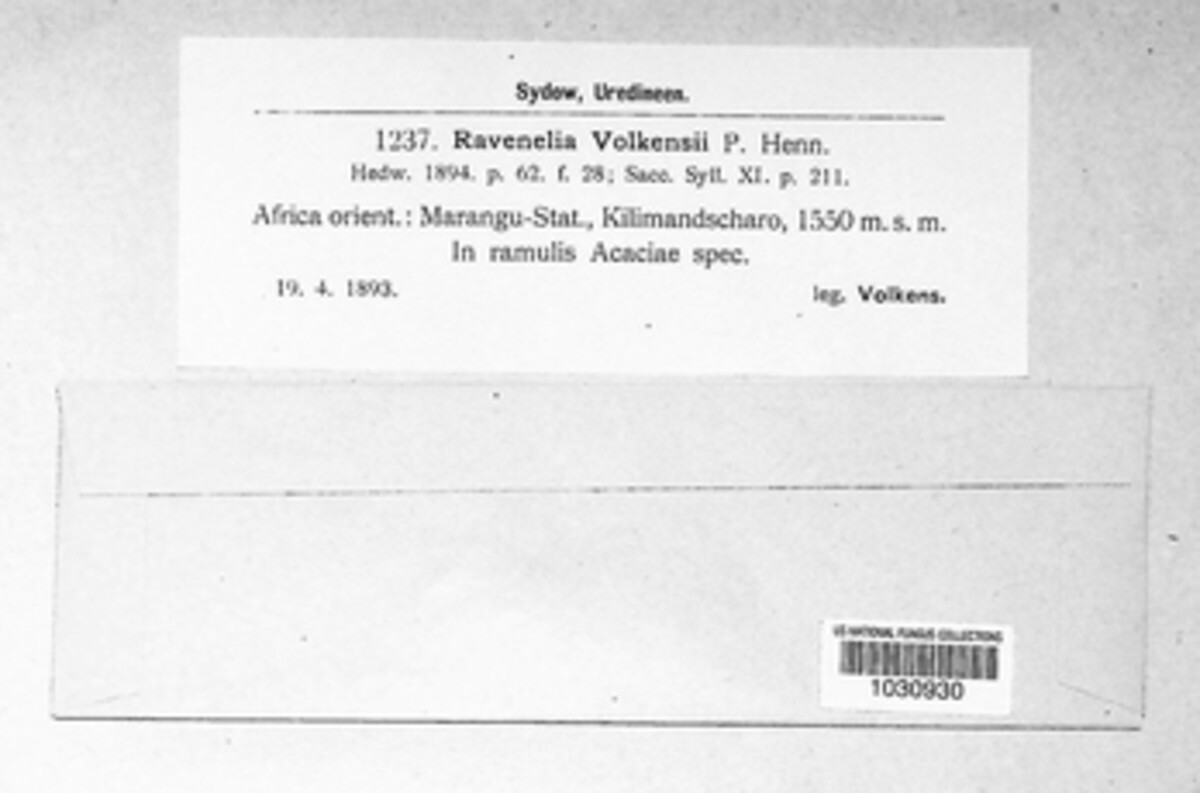 Sydow, Uredineen.
1237. Ravenelia Volkensii P. Henn.
Hedw. 1894. p. 62. f. 28; Sacc. Syll. XI. p. 211.
Africa orient.: Marangu-Stat., Kilimandscharo, 1550 m. s. m.
In ramulis Acaciae spec.
19. 4. 1893. leg. Volkens.
US NATIONAL FUNGUS COLLECTIONS
1030930